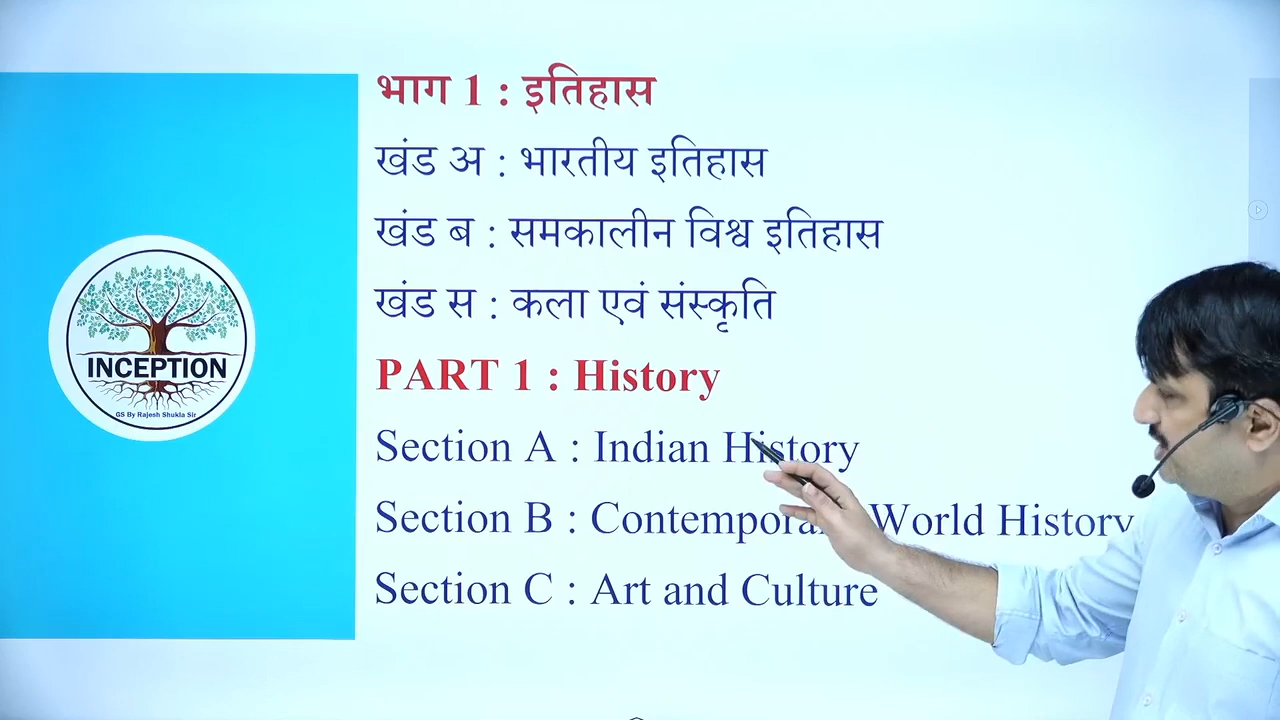 भाग 1 : इतिहास
खंड अ : भारतीय इतिहास
खंड ब : समकालीन विश्व इतिहास
खंड स : कला एवं संस्कृति
PART 1 : History
Section A : Indian History
Section B : Contemporary World History
Section C : Art and Culture
INCEPTION
GS By Rajesh Shukla Sir